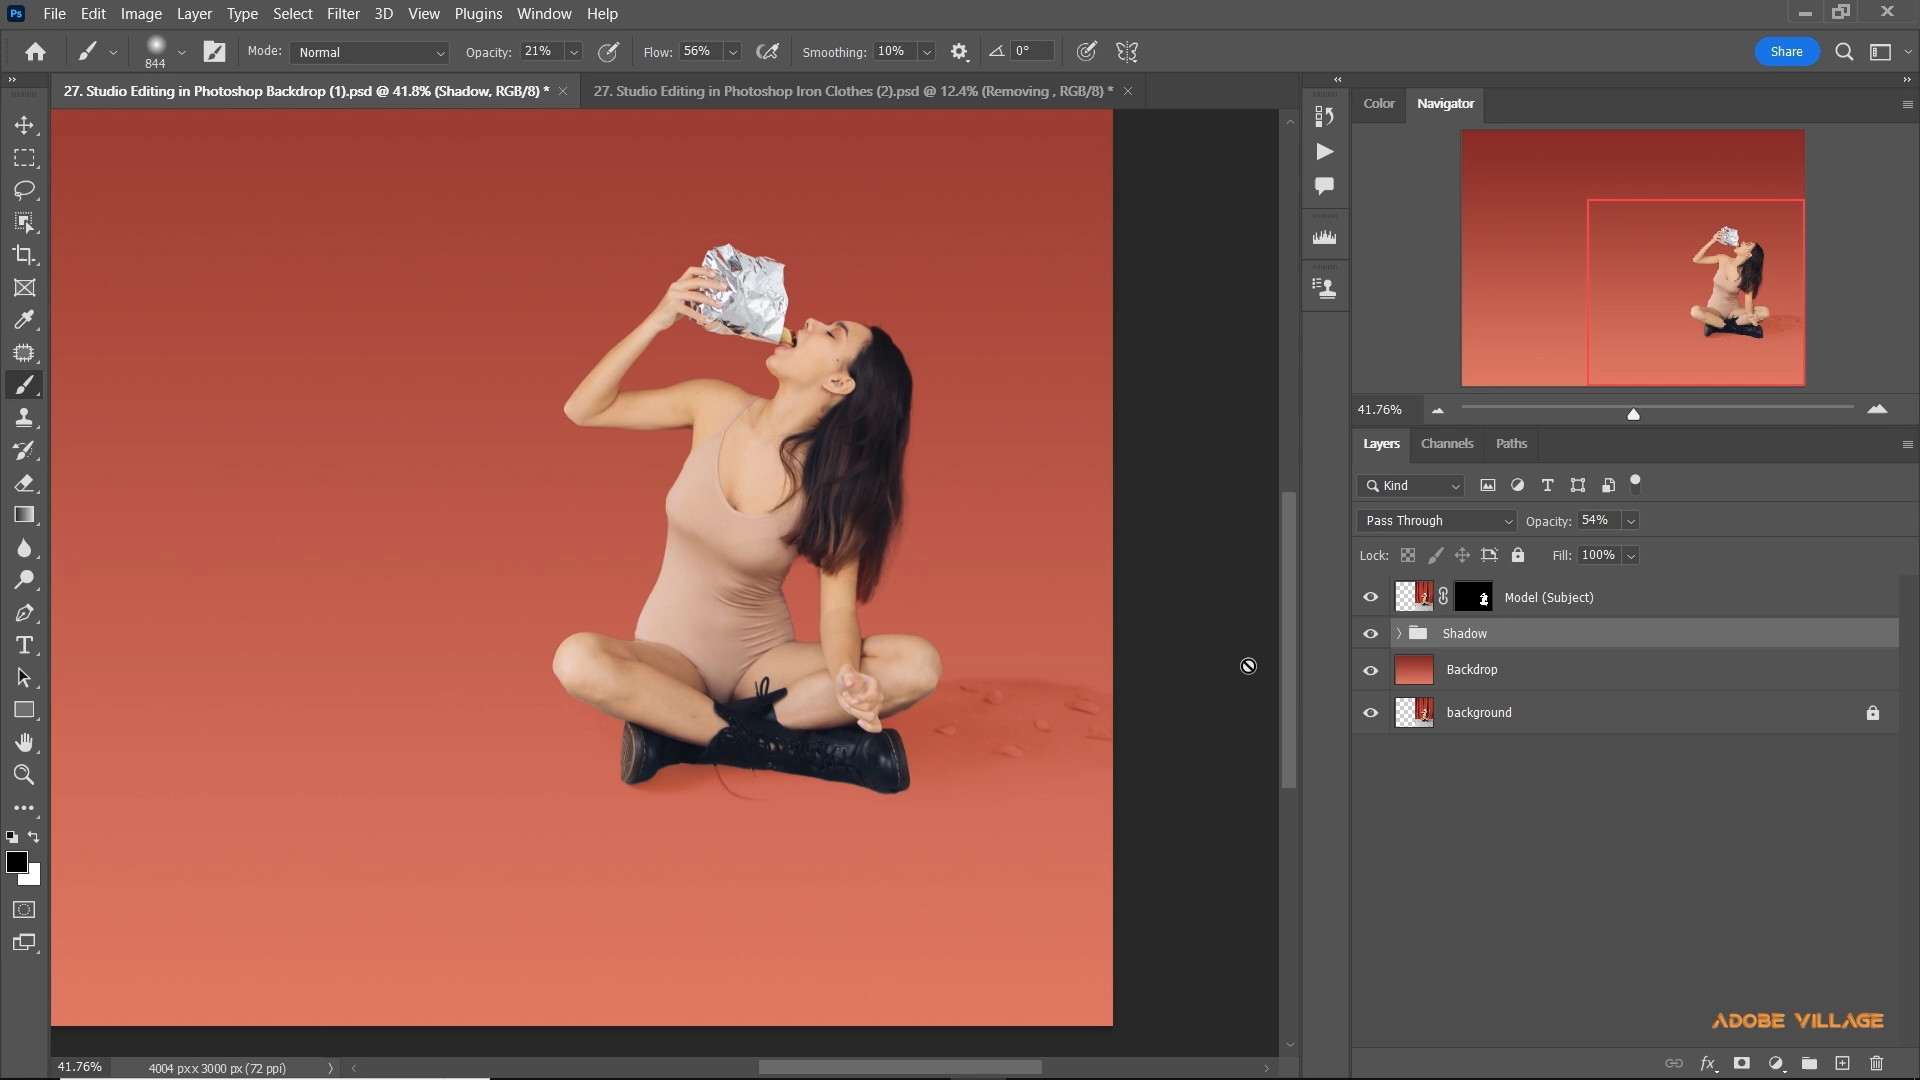 Ps File Edit Image Layer Type Select Filter 3D View Plugins Window Help
844 Mode: Normal Opacity: 21% Flow: 56% Smoothing: 10% 0° Share
27. Studio Editing in Photoshop Backdrop (1).psd @ 41.8% (Shadow, RGB/8) *
27. Studio Editing in Photoshop Iron Clothes (2).psd @ 12.4% (Removing , RGB/8) *
Color Navigator
41.76%
Layers Channels Paths
Kind
Pass Through Opacity: 54%
Lock: Fill: 100%
Model (Subject)
Shadow
Backdrop
background
ADOBE VILLAGE
fx
41.76% 4004 px x 3000 px (72 ppi)